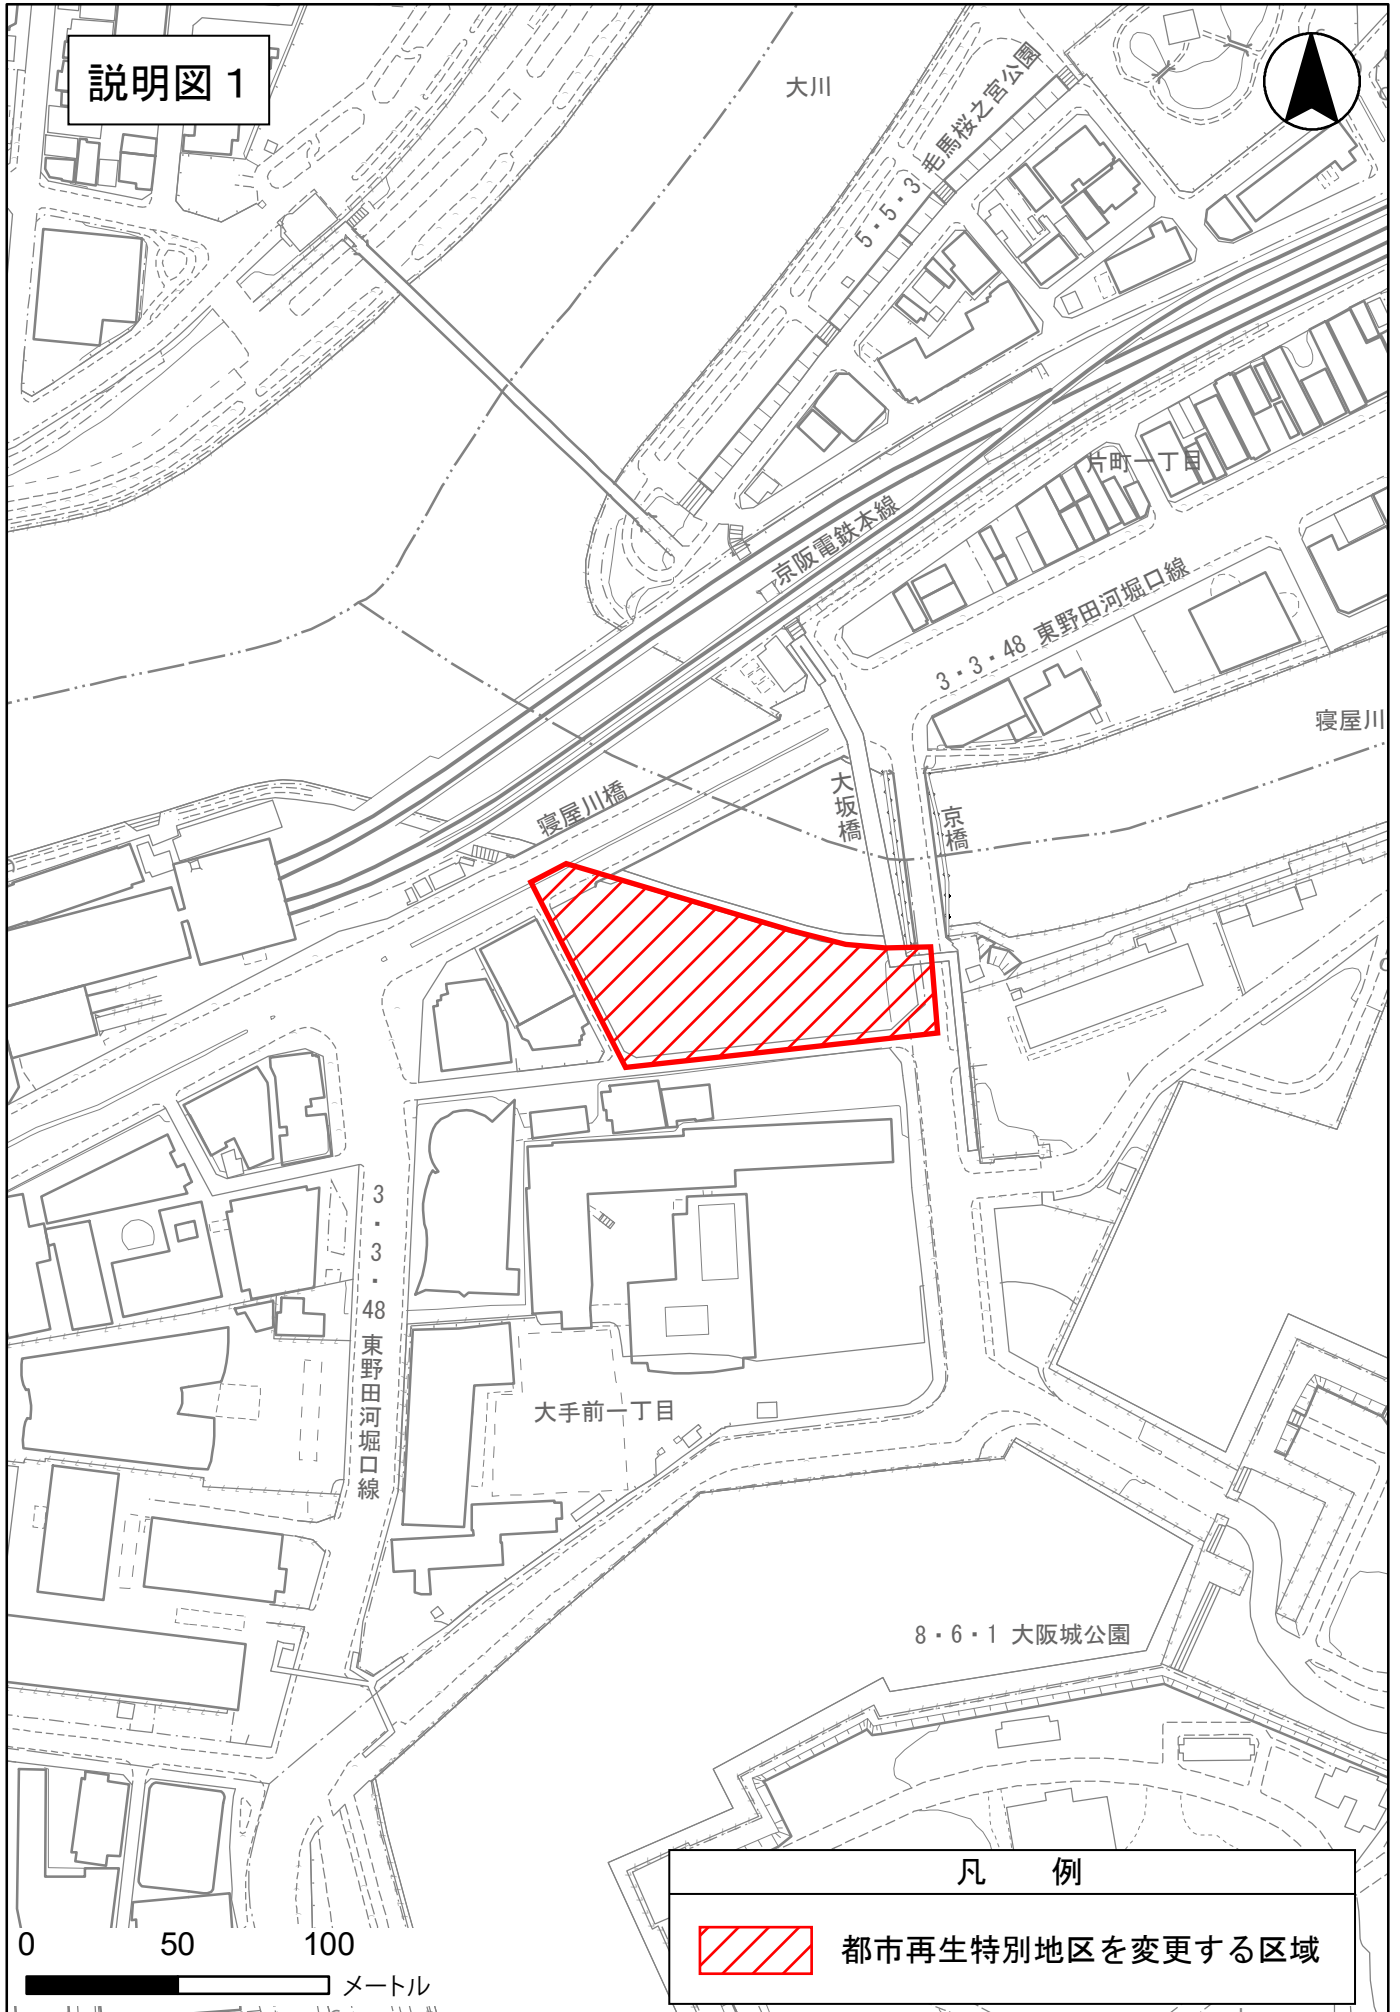 説明図 1
大川
5・5・3 毛馬桜之宮公園
片町一丁目
京阪電鉄本線
3・3・48 東野田河堀口線
寝屋川
大坂橋
京橋
寝屋川橋
3・3・48 東野田河堀口線
大手前一丁目
8・6・1 大阪城公園
凡 例
都市再生特別地区を変更する区域
0 50 100
メートル